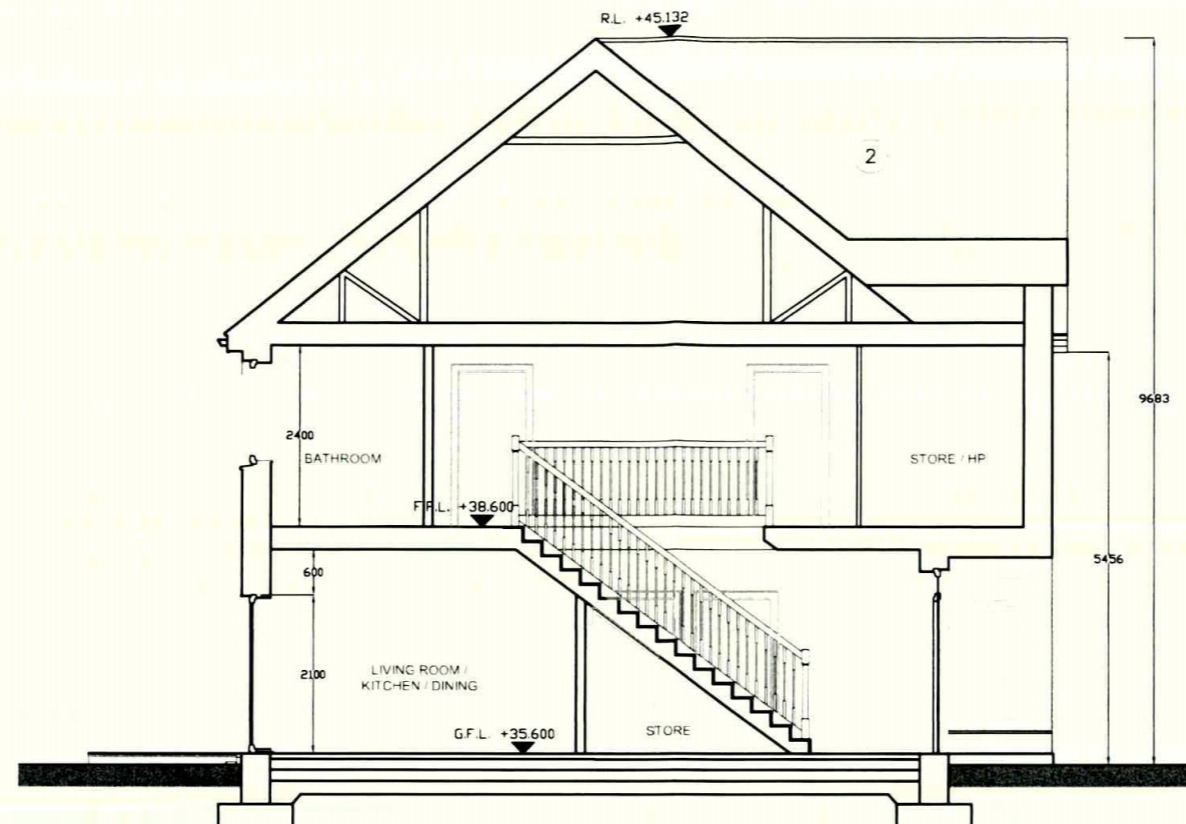 R.L. +45.132
2
9683
2400
BATHROOM
STORE / HP
F.F.L. +38.600
5456
600
2100
LIVING ROOM /
KITCHEN / DINING
G.F.L. +35.600
STORE